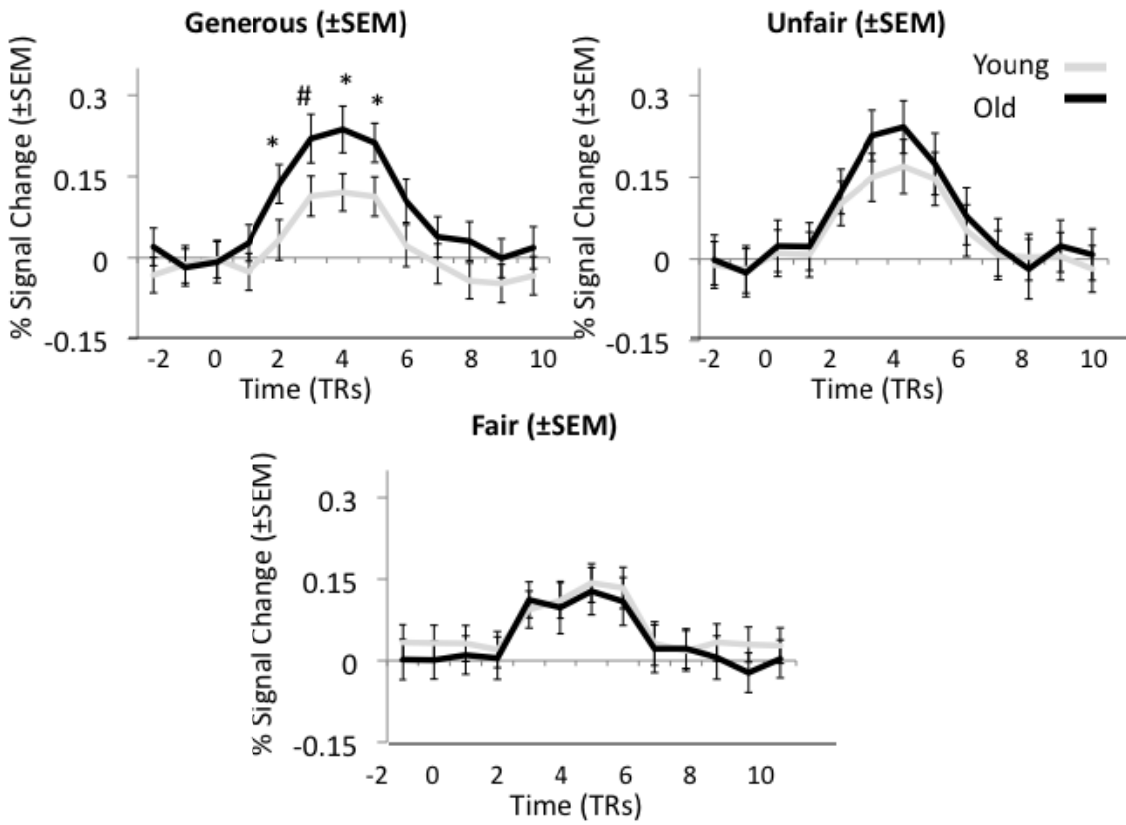 Generous (±SEM)
% Signal Change (±SEM)
0.3
0.15
0
-0.15
*
#
*
*
-2 0 2 4 6 8 10
Time (TRs)
Unfair (±SEM)
Young
Old
% Signal Change (±SEM)
0.3
0.15
0
-0.15
-2 0 2 4 6 8 10
Time (TRs)
Fair (±SEM)
% Signal Change (±SEM)
0.3
0.15
0
-0.15
-2 0 2 4 6 8 10
Time (TRs)